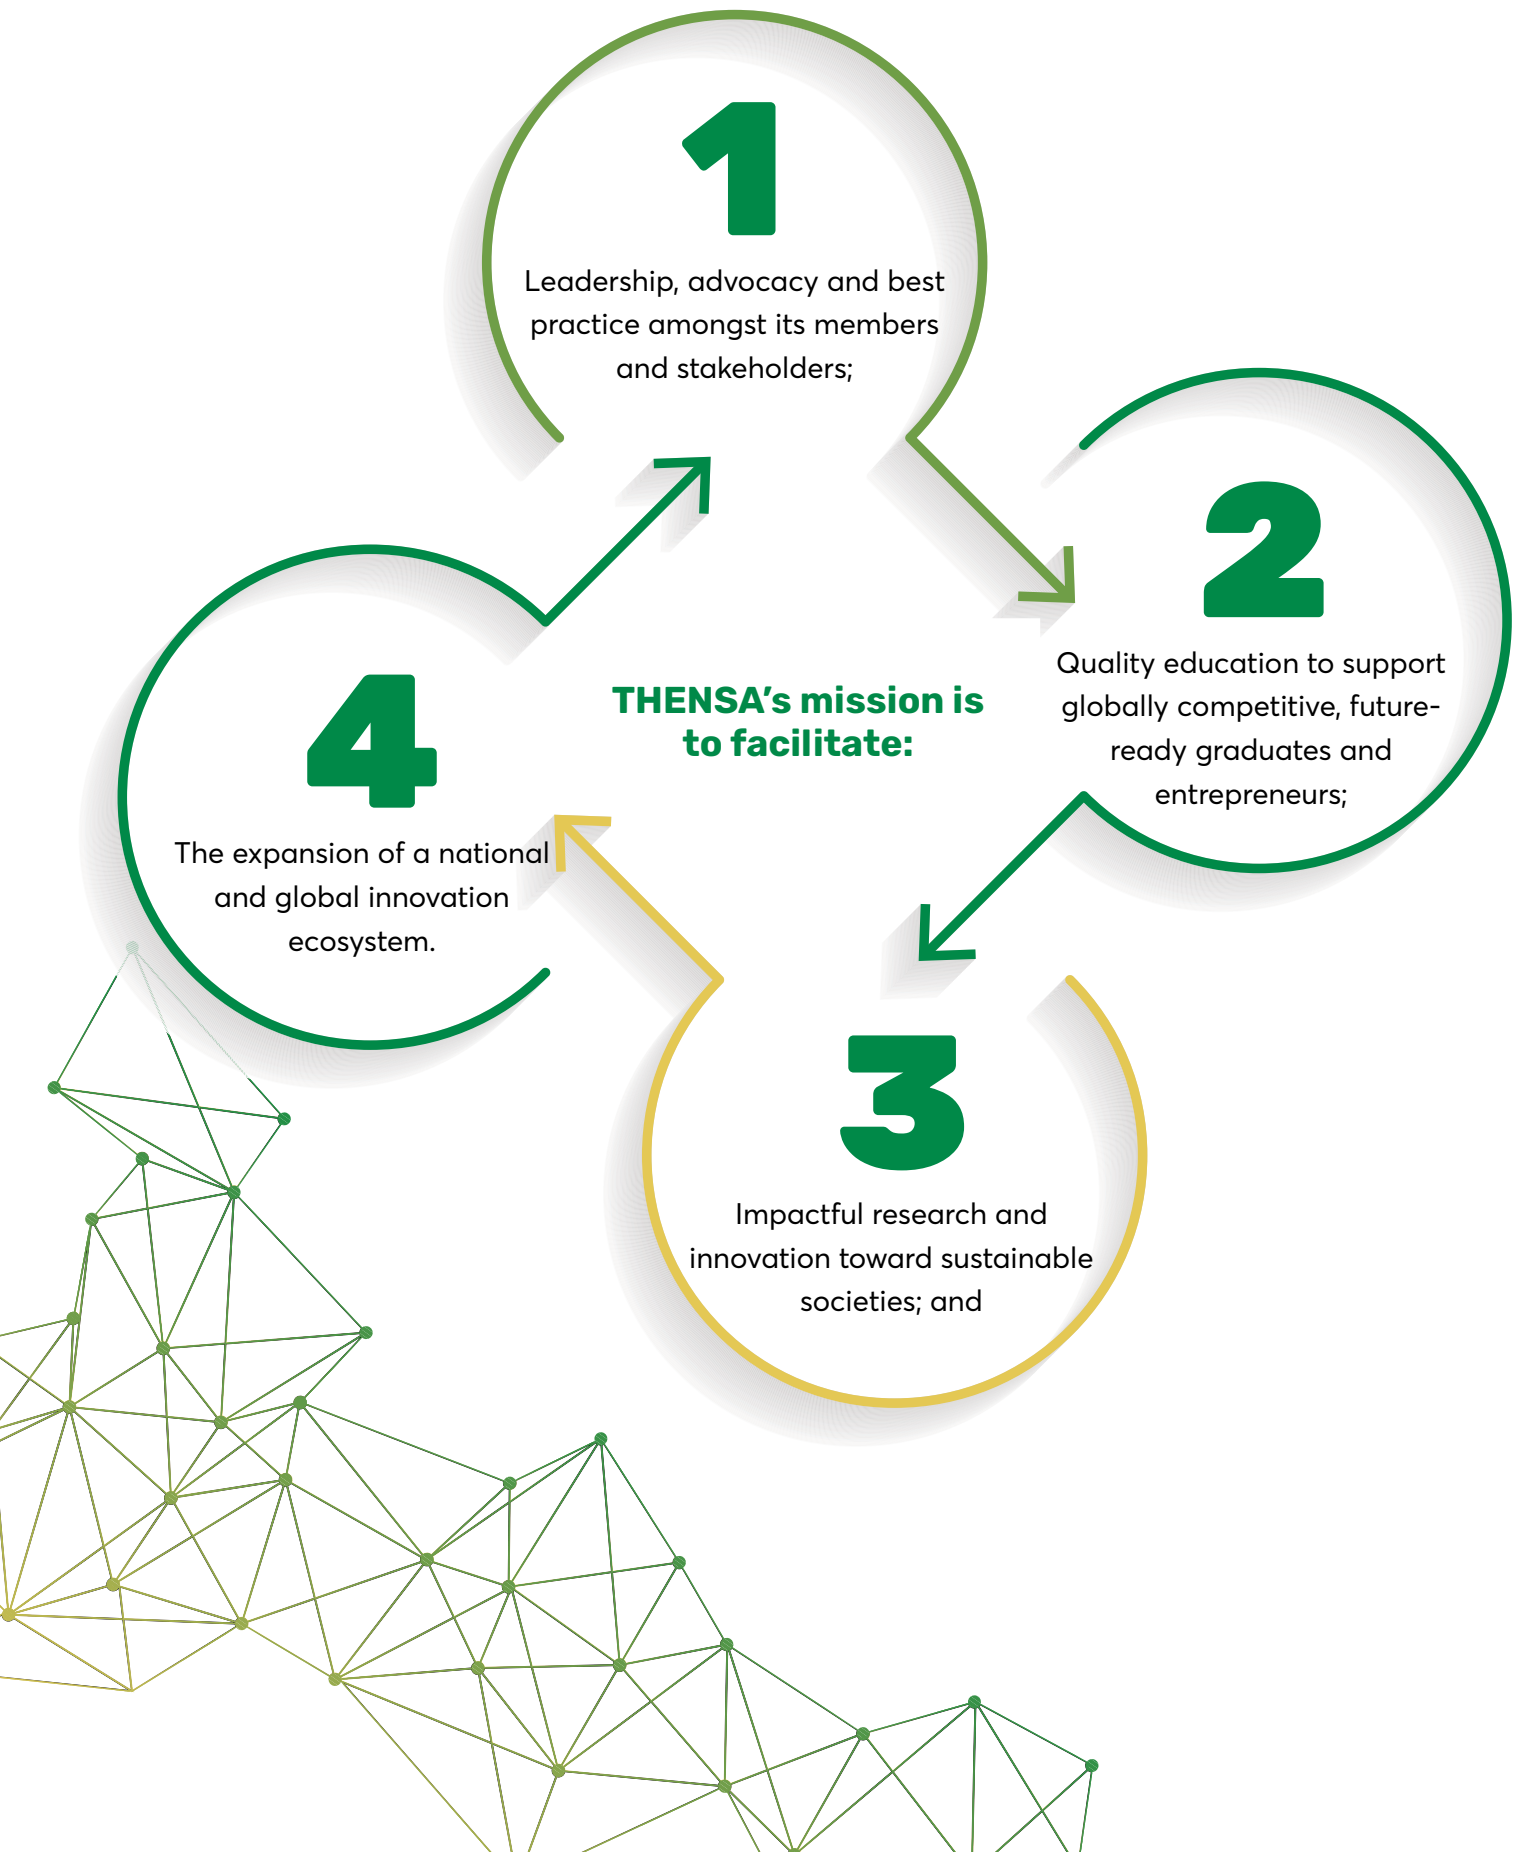 THENSA’s mission is
to facilitate:
1
Leadership, advocacy and best
practice amongst its members
and stakeholders;
2
Quality education to support
globally competitive, future-
ready graduates and
entrepreneurs;
3
Impactful research and
innovation toward sustainable
societies; and
4
The expansion of a national
and global innovation
ecosystem.